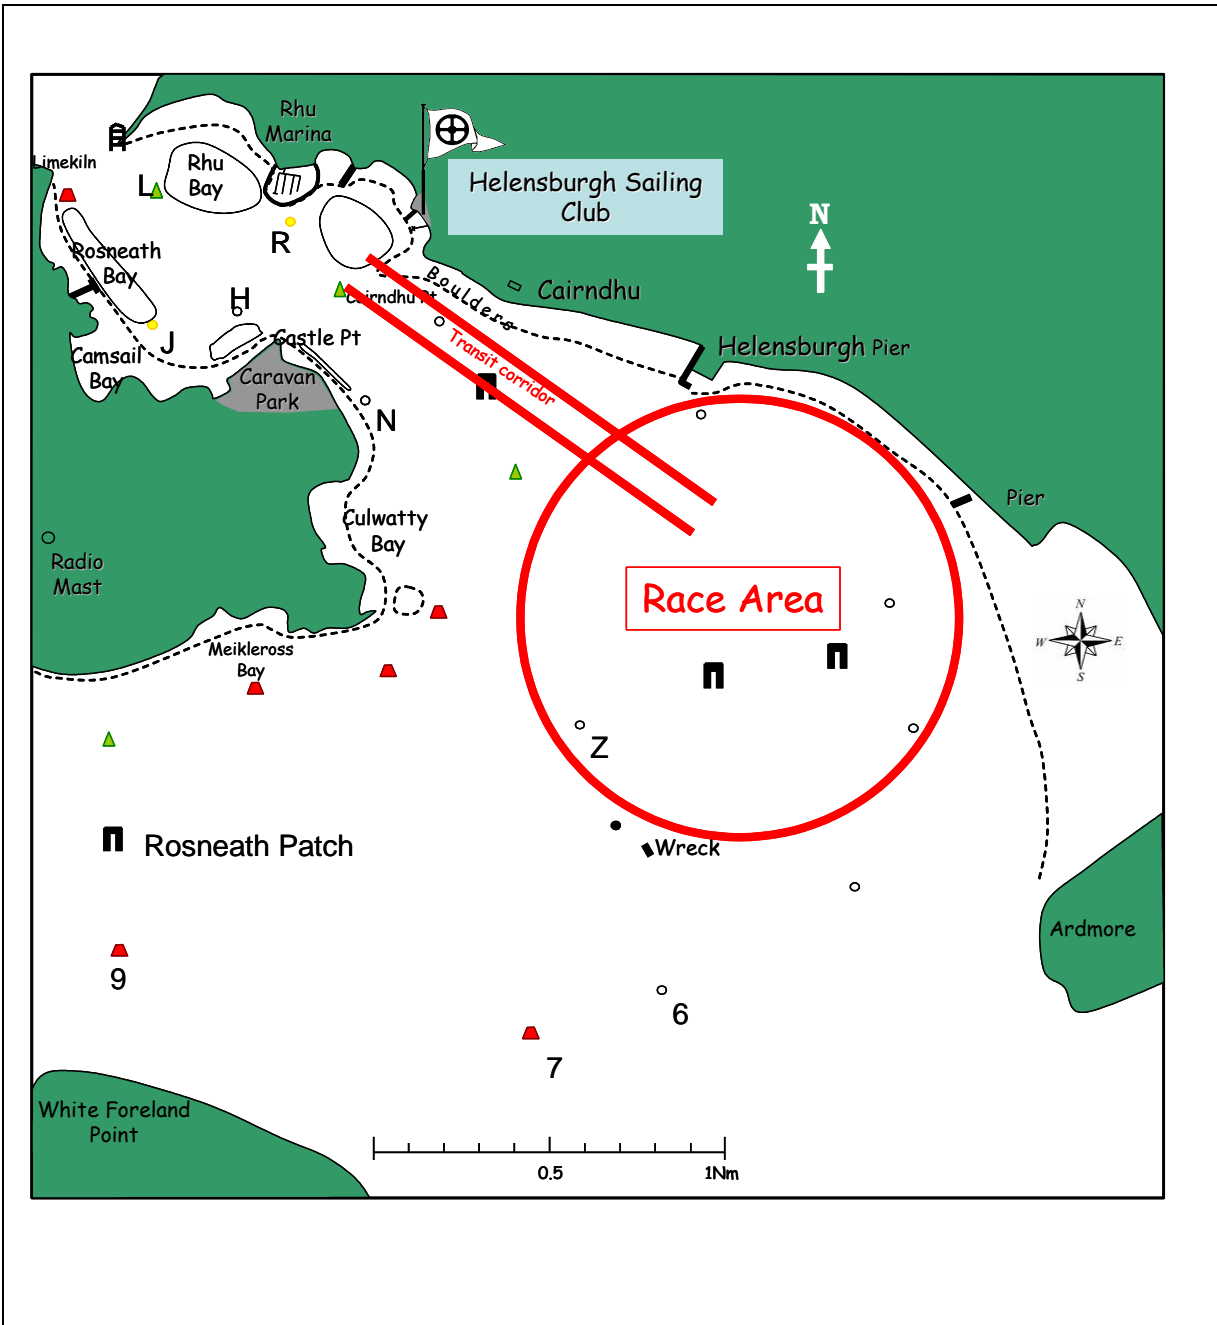 Rhu
Marina
Limekiln
Rhu
Bay
L
Helensburgh Sailing
Club
N
R
Rosneath
Bay
H
Boulders
Cairndhu
Cairndhu Pt
J
Castle Pt
Transit corridor
Helensburgh Pier
Camsail
Bay
Caravan
Park
N
Pier
Culwatty
Bay
Radio
Mast
Race Area
N
W
E
S
Meikleross
Bay
Z
Rosneath Patch
Wreck
Ardmore
9
6
7
White Foreland
Point
0.5
1Nm